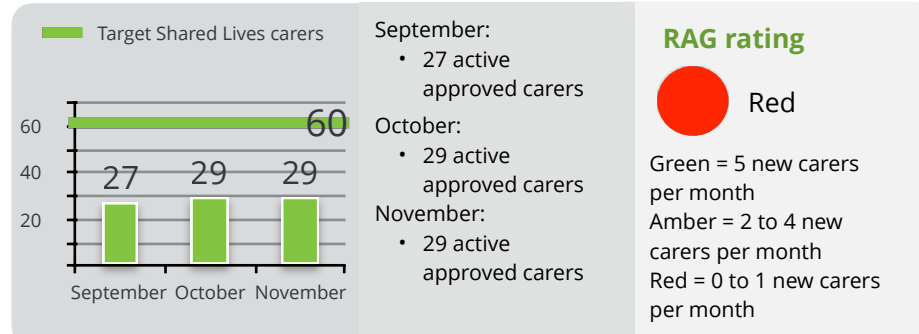 Target Shared Lives carers
60
40
20
60
27
29
29
September October November
September:
• 27 active
approved carers
October:
• 29 active
approved carers
November:
• 29 active
approved carers
RAG rating
Red
Green = 5 new carers
per month
Amber = 2 to 4 new
carers per month
Red = 0 to 1 new carers
per month